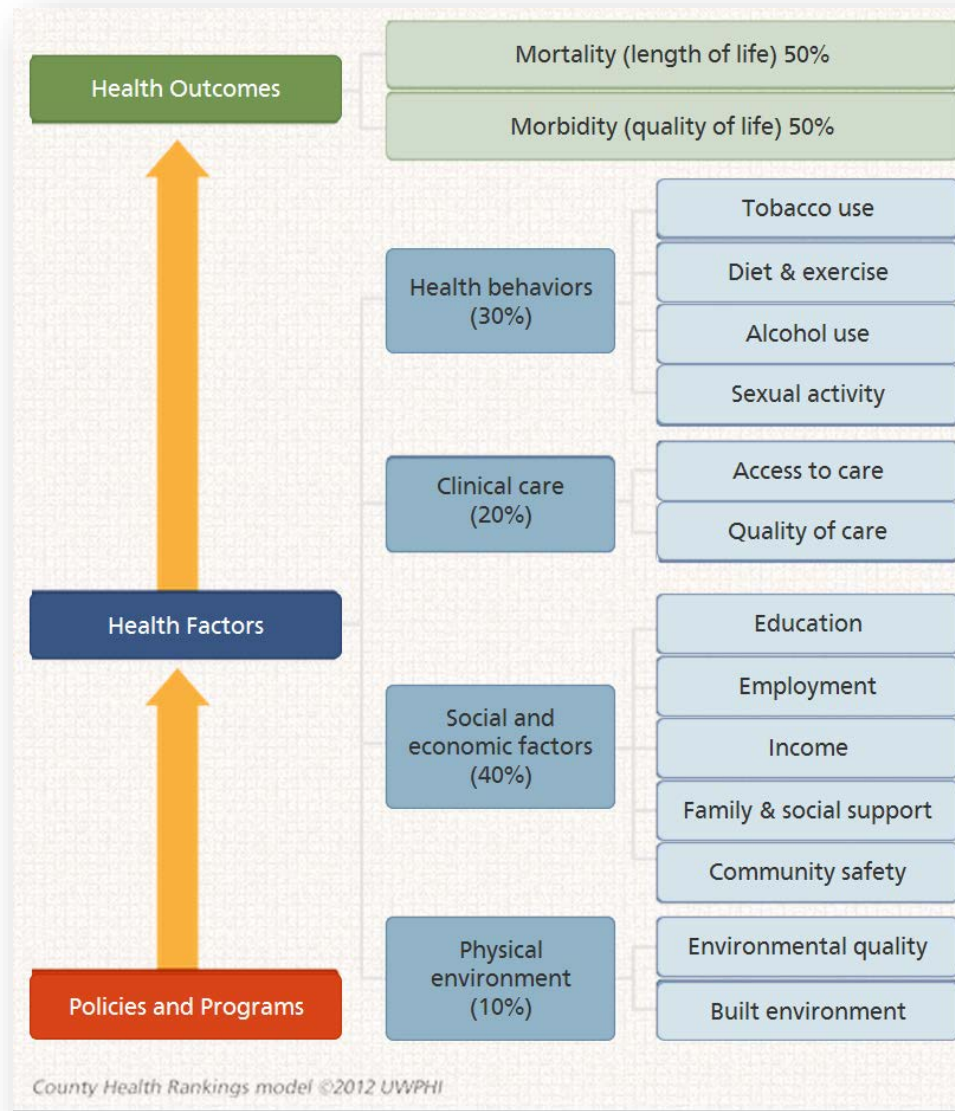 Health Outcomes
Mortality (length of life) 50%
Morbidity (quality of life) 50%
Health behaviors
(30%)
Tobacco use
Diet & exercise
Alcohol use
Sexual activity
Clinical care
(20%)
Access to care
Quality of care
Health Factors
Social and
economic factors
(40%)
Education
Employment
Income
Family & social support
Community safety
Policies and Programs
Physical
environment
(10%)
Environmental quality
Built environment
County Health Rankings model ©2012 UWPHI